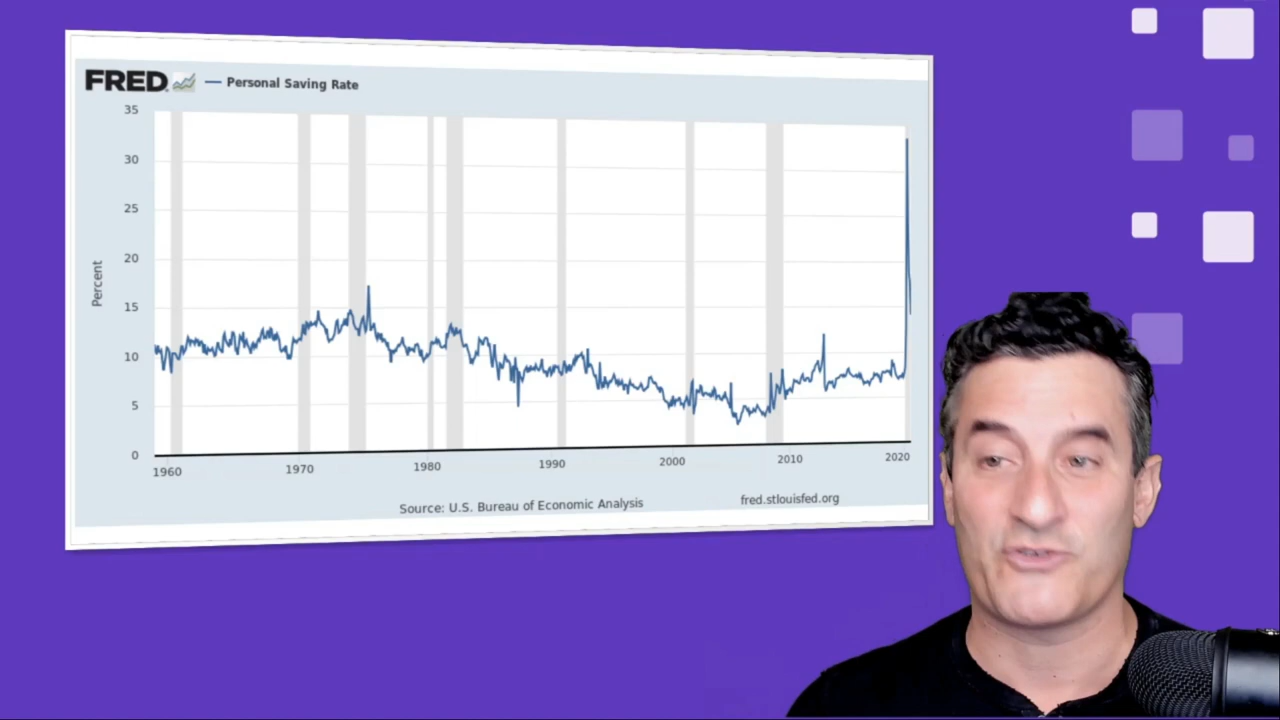 FRED Personal Saving Rate
35
30
25
20
15
10
5
0
Percent
1960 1970 1980 1990 2000 2010 2020
Source: U.S. Bureau of Economic Analysis fred.stlouisfed.org